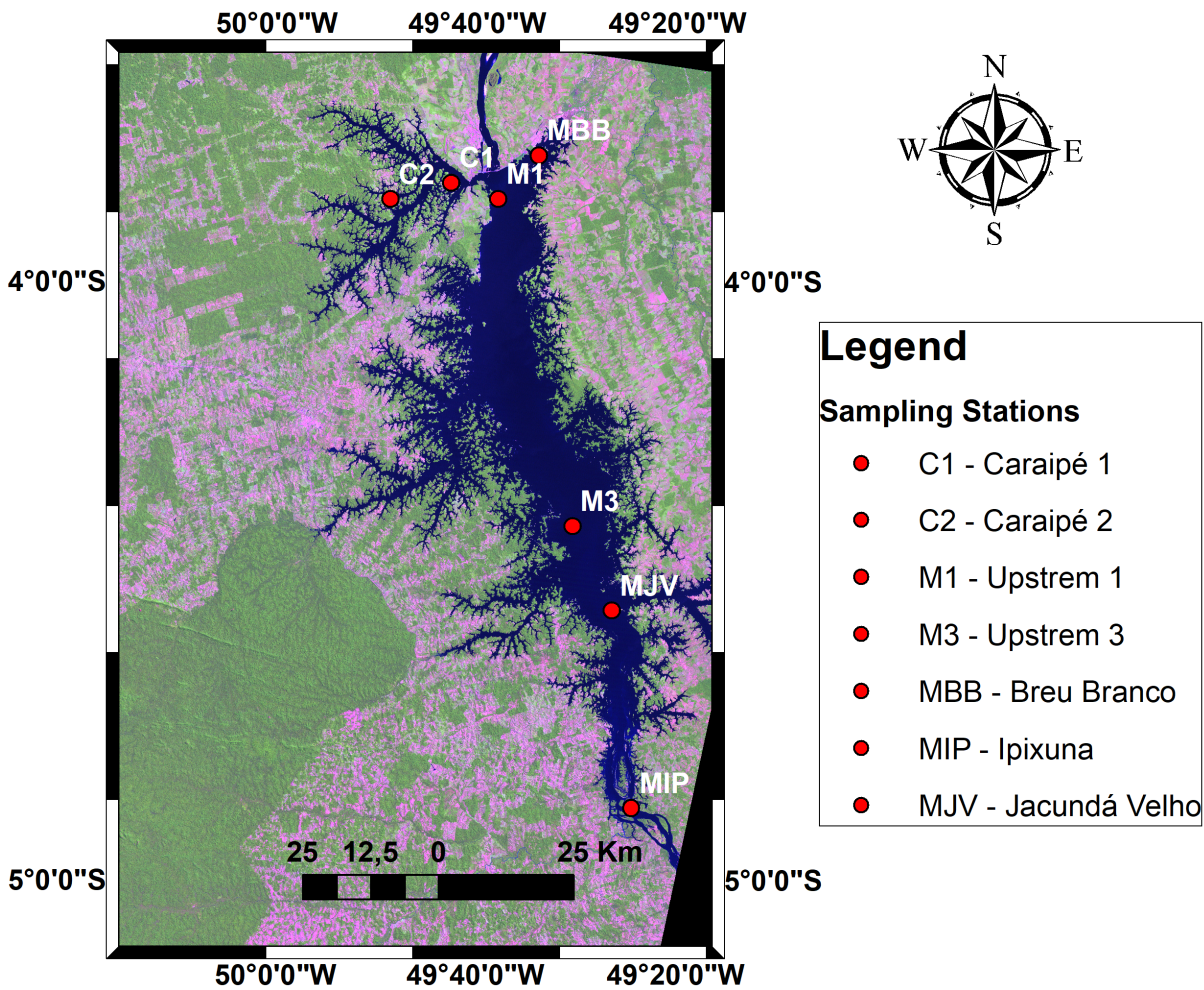 50°0'0"W 49°40'0"W 49°20'0"W
N
MBB
W
E
C1
C2
M1
S
4°0'0"S
4°0'0"S
Legend
Sampling Stations
C1 - Caraipé 1
C2 - Caraipé 2
M3
M1 - Upstrem 1
MJV
M3 - Upstrem 3
MBB - Breu Branco
MIP - Ipixuna
MIP
MJV - Jacundá Velho
25 12,5 0 25 Km
5°0'0"S
5°0'0"S
50°0'0"W 49°40'0"W 49°20'0"W